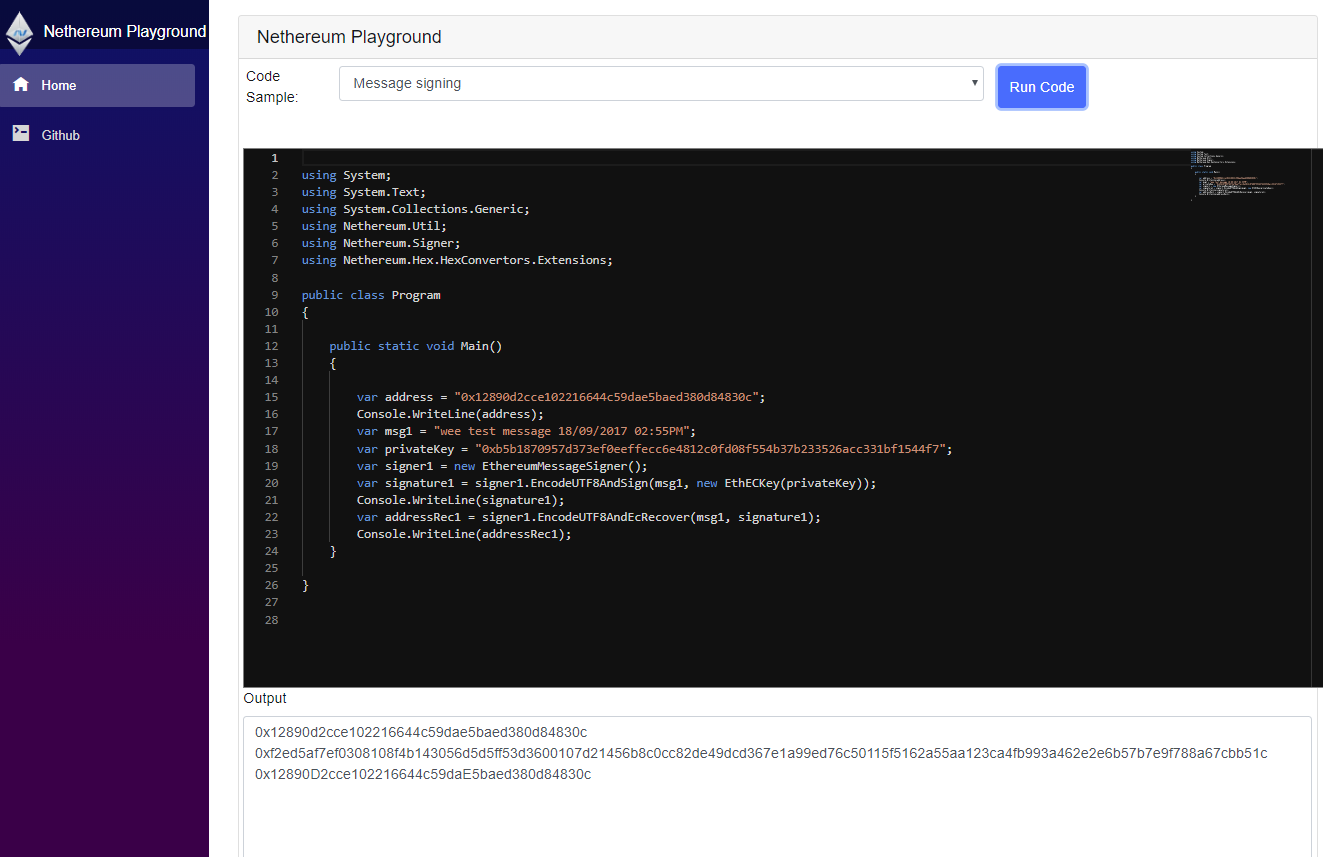 Nethereum Playground
Home
Github
Nethereum Playground
Code
Sample:
Message signing
Run Code
1
2 using System;
3 using System.Text;
4 using System.Collections.Generic;
5 using Nethereum.Util;
6 using Nethereum.Signer;
7 using Nethereum.Hex.HexConvertors.Extensions;
8
9 public class Program
10 {
11
12 public static void Main()
13 {
14
15 var address = "0x12890d2cce102216644c59dae5baed380d84830c";
16 Console.WriteLine(address);
17 var msg1 = "wee test message 18/09/2017 02:55PM";
18 var privateKey = "0xb5b1870957d373ef0eeffecc6e4812c0fd08f554b37b233526acc331bf1544f7";
19 var signer1 = new EthereumMessageSigner();
20 var signature1 = signer1.EncodeUTF8AndSign(msg1, new EthECKey(privateKey));
21 Console.WriteLine(signature1);
22 var addressRec1 = signer1.EncodeUTF8AndEcRecover(msg1, signature1);
23 Console.WriteLine(addressRec1);
24 }
25
26 }
27
28
Output
0x12890d2cce102216644c59dae5baed380d84830c
0xf2ed5af7ef0308108f4b143056d5d5ff53d3600107d21456b8c0cc82de49dcd367e1a99ed76c50115f5162a55aa123ca4fb993a462e2e6b57b7e9f788a67cbb51c
0x12890D2cce102216644c59daE5baed380d84830c